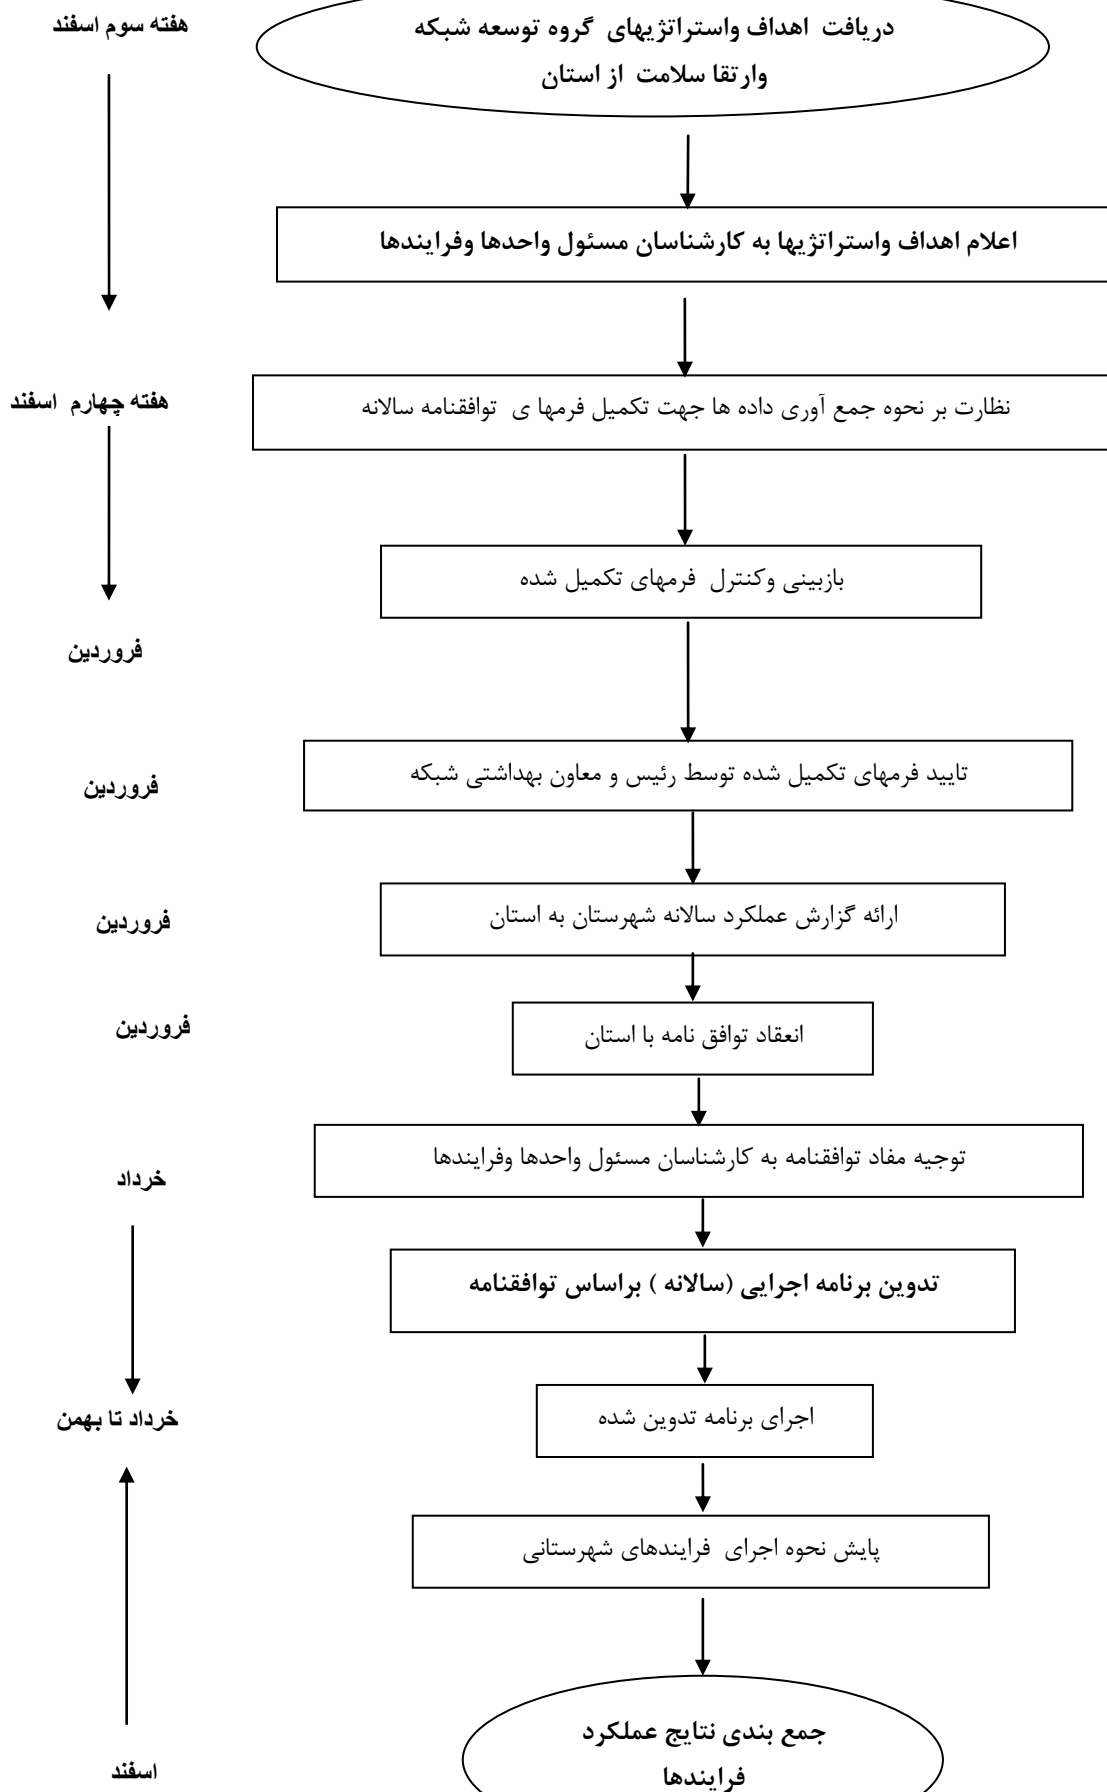 هفته سوم اسفند
دریافت اهداف واستراتژیهای گروه توسعه شبکه
وارتقا سلامت از استان
اعلام اهداف واستراتژیها به کارشناسان مسئول واحدها وفرایندها
هفته چهارم اسفند
نظارت بر نحوه جمع آوری داده ها جهت تکمیل فرمها ی توافقنامه سالانه
بازبینی وکنترل فرمهای تکمیل شده
فروردین
تایید فرمهای تکمیل شده توسط رئیس و معاون بهداشتی شبکه
فروردین
ارائه گزارش عملکرد سالانه شهرستان به استان
فروردین
انعقاد توافق نامه با استان
فروردین
توجیه مفاد توافقنامه به کارشناسان مسئول واحدها وفرایندها
خرداد
تدوین برنامه اجرایی (سالانه ) براساس توافقنامه
اجرای برنامه تدوین شده
خرداد تا بهمن
پایش نحوه اجرای فرایندهای شهرستانی
جمع بندی نتایج عملکرد
فرایندها
اسفند